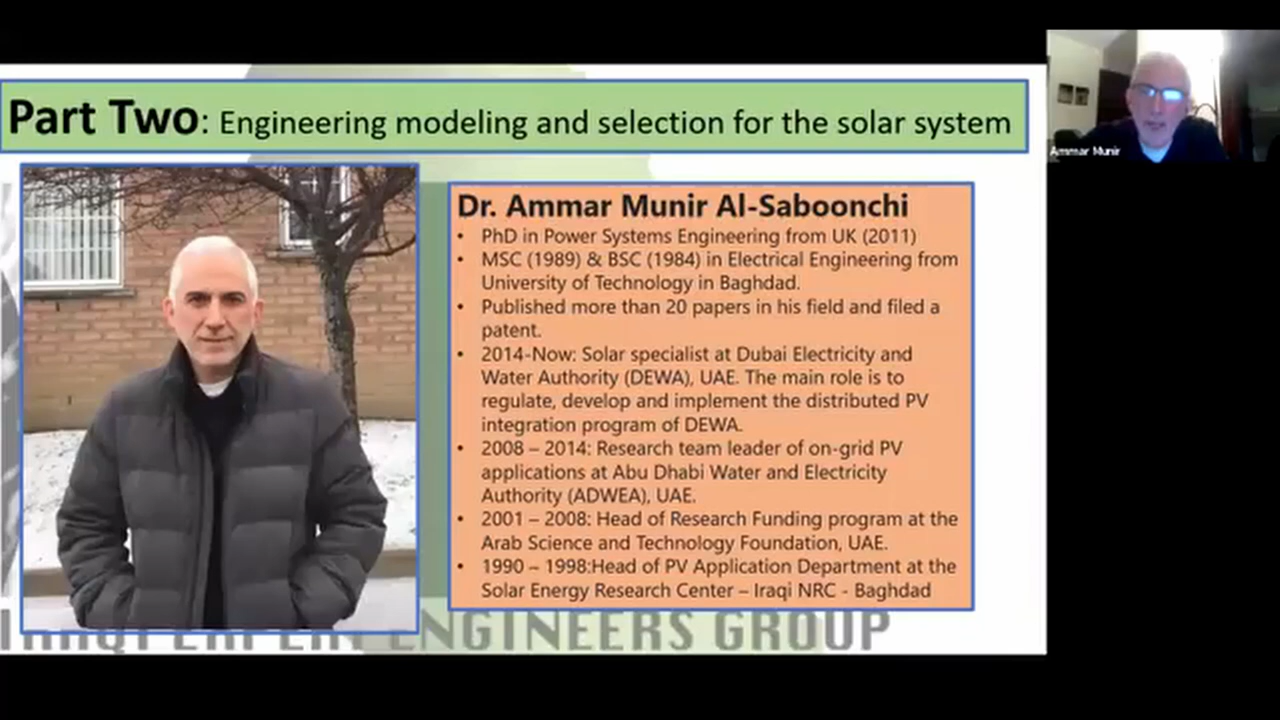 Part Two: Engineering modeling and selection for the solar system
Ammar Munir
Dr. Ammar Munir Al-Saboonchi
• PhD in Power Systems Engineering from UK (2011)
• MSC (1989) & BSC (1984) in Electrical Engineering from
University of Technology in Baghdad.
• Published more than 20 papers in his field and filed a
patent.
• 2014-Now: Solar specialist at Dubai Electricity and
Water Authority (DEWA), UAE. The main role is to
regulate, develop and implement the distributed PV
integration program of DEWA.
• 2008 – 2014: Research team leader of on-grid PV
applications at Abu Dhabi Water and Electricity
Authority (ADWEA), UAE.
• 2001 – 2008: Head of Research Funding program at the
Arab Science and Technology Foundation, UAE.
• 1990 – 1998:Head of PV Application Department at the
Solar Energy Research Center – Iraqi NRC - Baghdad
GROUP